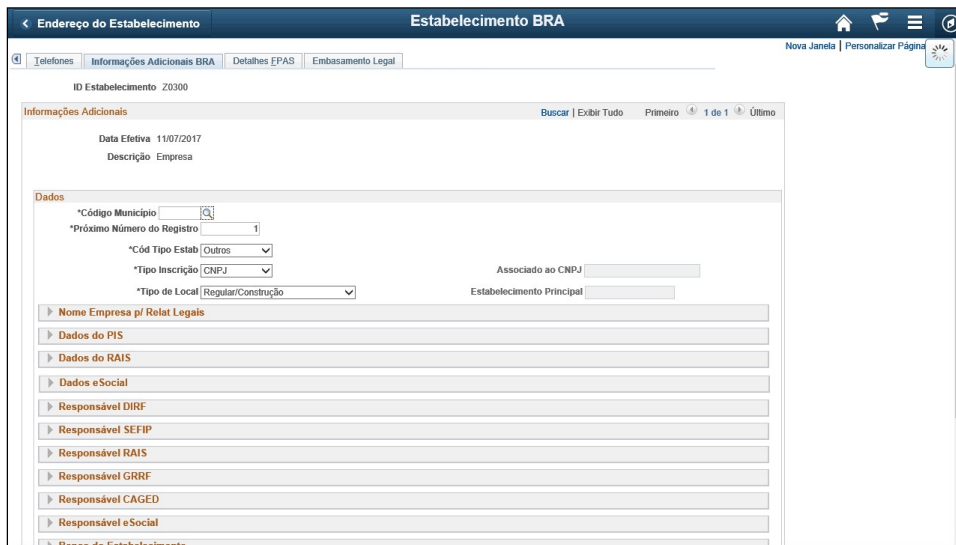 Endereço do Estabelecimento Estabelecimento BRA
Nova Janela | Personalizar Página
Telefones Informações Adicionais BRA Detalhes FPAS Embasamento Legal
ID Estabelecimento Z0300
Informações Adicionais Buscar | Exibir Tudo Primeiro 1 de 1 Último
Data Efetiva 11/07/2017
Descrição Empresa
Dados
*Código Município
*Próximo Número do Registro 1
*Cód Tipo Estab Outros
*Tipo Inscrição CNPJ Associado ao CNPJ
*Tipo de Local Regular/Construção Estabelecimento Principal
Nome Empresa p/ Relat Legais
Dados do PIS
Dados do RAIS
Dados eSocial
Responsável DIRF
Responsável SEFIP
Responsável RAIS
Responsável GRRF
Responsável CAGED
Responsável eSocial